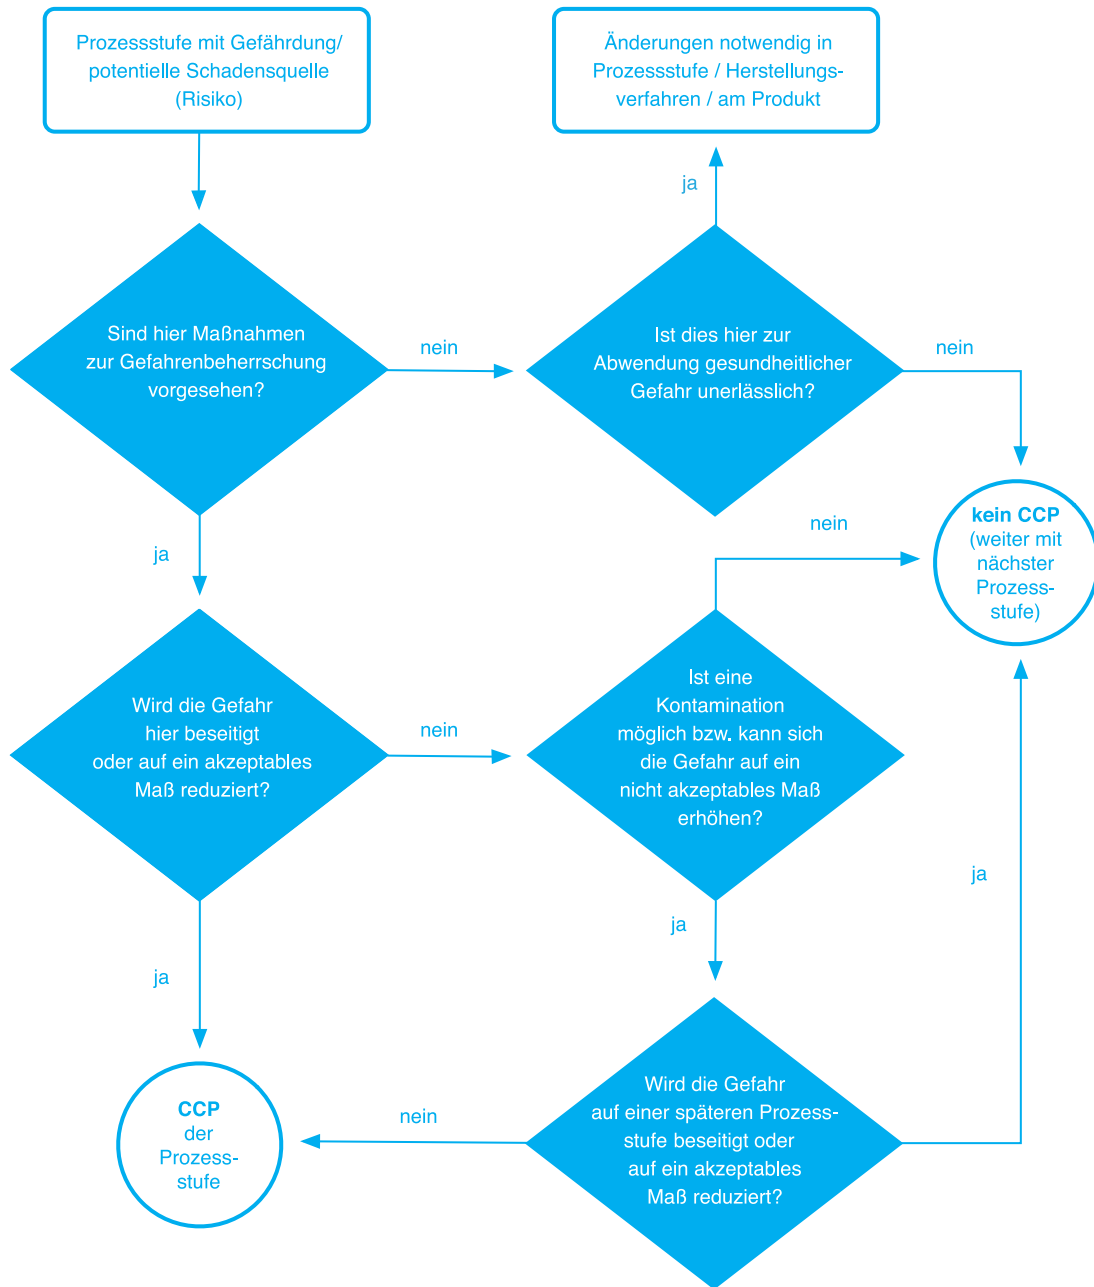 Prozessstufe mit Gefährdung/
potentielle Schadensquelle
(Risiko)
Änderungen notwendig in
Prozessstufe / Herstellungs-
verfahren / am Produkt
ja
Sind hier Maßnahmen
zur Gefahrenbeherrschung
vorgesehen?
nein
Ist dies hier zur
Abwendung gesundheitlicher
Gefahr unerlässlich?
nein
ja
nein
kein CCP
(weiter mit
nächster
Prozess-
stufe)
Wird die Gefahr
hier beseitigt
oder auf ein akzeptables
Maß reduziert?
nein
Ist eine
Kontamination
möglich bzw. kann sich
die Gefahr auf ein
nicht akzeptables Maß
erhöhen?
ja
ja
ja
CCP
der
Prozess-
stufe
nein
Wird die Gefahr
auf einer späteren Prozess-
stufe beseitigt oder
auf ein akzeptables
Maß reduziert?